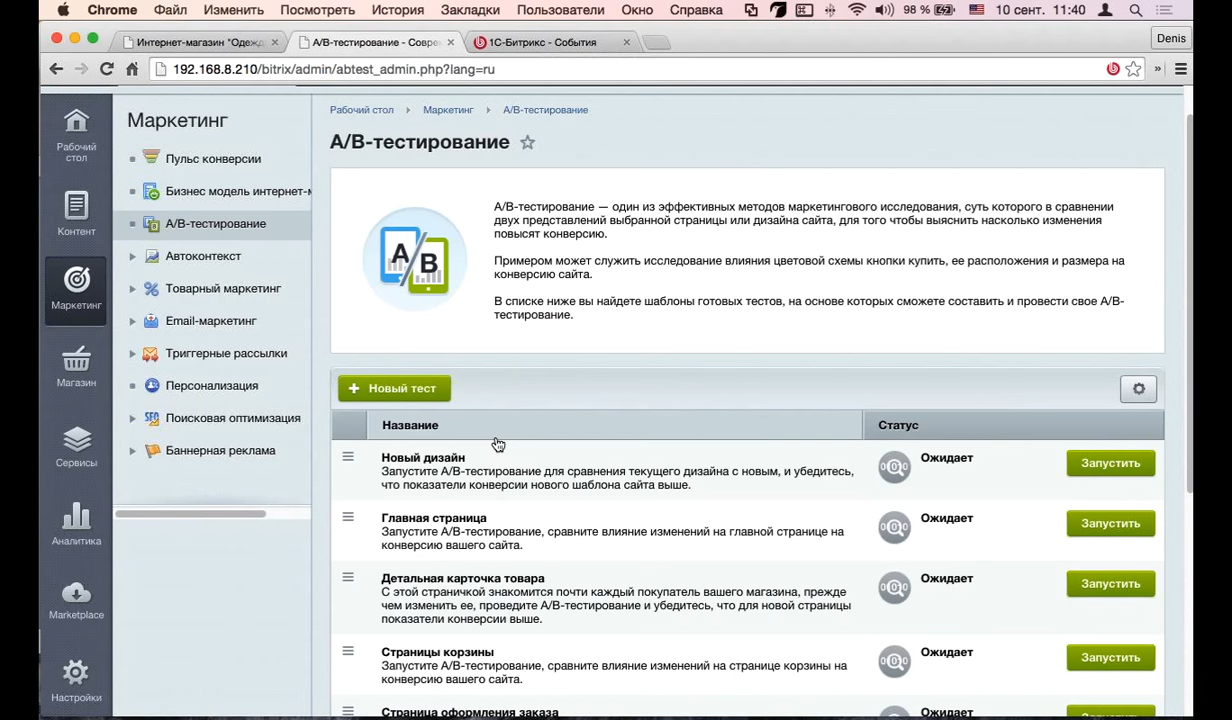 Chrome Файл Изменить Просмотреть История Закладки Пользователи Окно Справка 98 % 10 сент. 11:40
Интернет-магазин "Одежд А/В-тестирование - Совре 1С-Битрикс - События Denis
192.168.8.210/bitrix/admin/abtest_admin.php?lang=ru
Рабочий стол
Контент
Маркетинг
Магазин
Сервисы
Аналитика
Marketplace
Настройки
Маркетинг
Пульс конверсии
Бизнес модель интернет-м
А/В-тестирование
Автоконтекст
Товарный маркетинг
Email-маркетинг
Триггерные рассылки
Персонализация
Поисковая оптимизация
Баннерная реклама
Рабочий стол Маркетинг А/В-тестирование
А/В-тестирование
A/B
А/В-тестирование — один из эффективных методов маркетингового исследования, суть которого в сравнении
двух представлений выбранной страницы или дизайна сайта, для того чтобы выяснить насколько изменения
повысят конверсию.
Примером может служить исследование влияния цветовой схемы кнопки купить, ее расположения и размера на
конверсию сайта.
В списке ниже вы найдете шаблоны готовых тестов, на основе которых сможете составить и провести свое А/В-
тестирование.
+ Новый тест
Название Статус
Новый дизайн Ожидает Запустить
Запустите А/В-тестирование для сравнения текущего дизайна с новым, и убедитесь,
что показатели конверсии нового шаблона сайта выше.
Главная страница Ожидает Запустить
Запустите А/В-тестирование, сравните влияние изменений на главной странице на
конверсию вашего сайта.
Детальная карточка товара Ожидает Запустить
С этой страничкой знакомится почти каждый покупатель вашего магазина, прежде
чем изменить ее, проведите А/В-тестирование и убедитесь, что для новой страницы
показатели конверсии выше.
Страницы корзины Ожидает Запустить
Запустите А/В-тестирование, сравните влияние изменений на странице корзины на
конверсию вашего сайта.
Страница оформления заказа